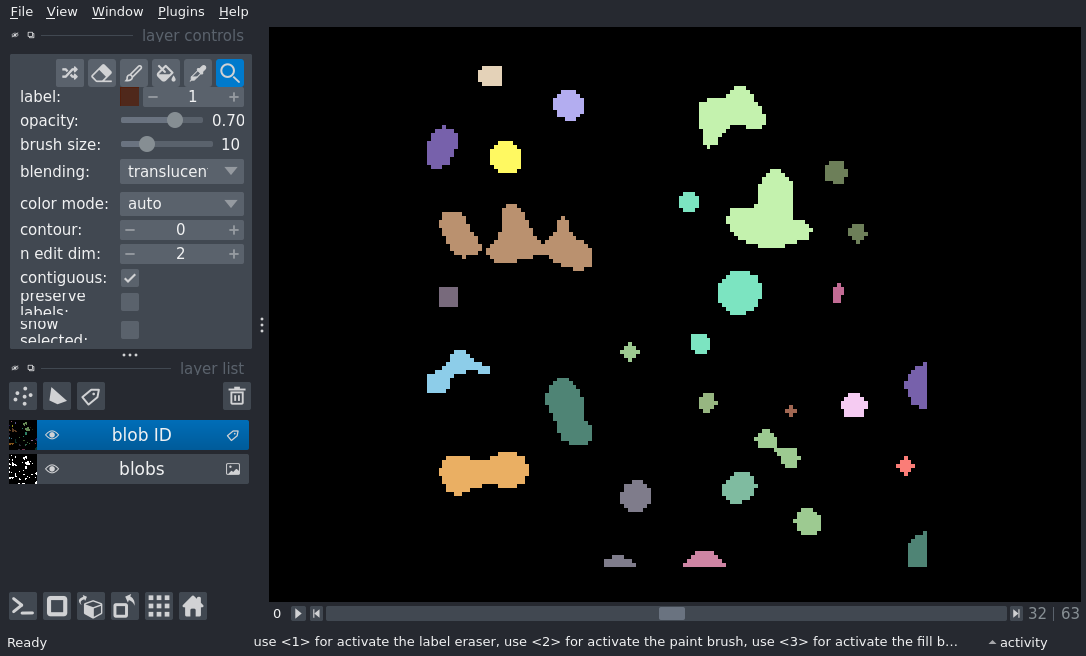 File View Window Plugins Help
layer controls
label: 1
opacity: 0.70
brush size: 10
blending: translucen
color mode: auto
contour: 0
n edit dim: 2
contiguous:
preserve
labels:
show
selected:
layer list
blob ID
blobs
0 32 63
Ready use <1> for activate the label eraser, use <2> for activate the paint brush, use <3> for activate the fill b... activity